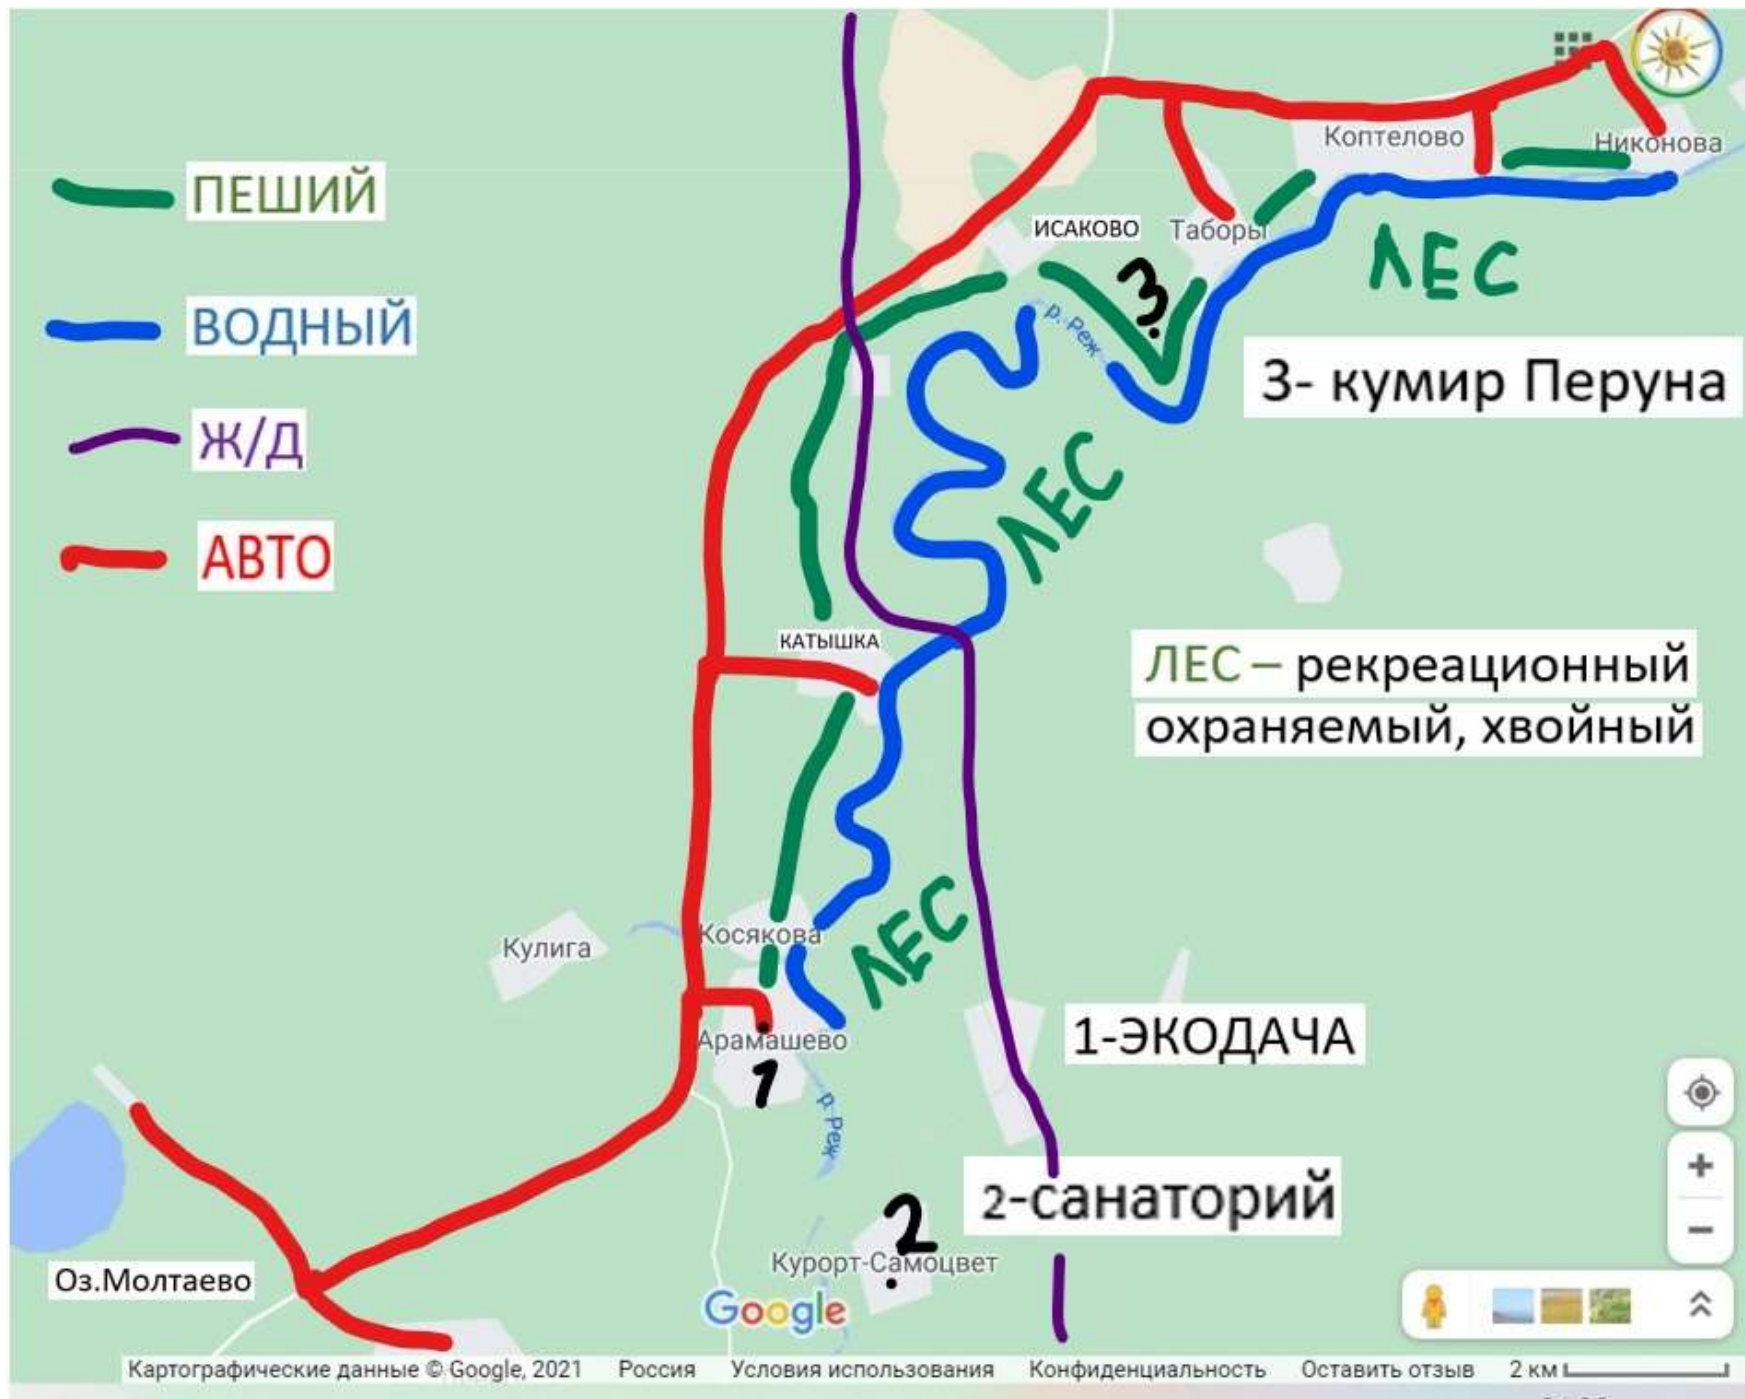 Коптелово
Никонова
ПЕШИЙ
ИСАКОВО
Таборы
ЛЕС
3
ВОДНЫЙ
р. Реж
3- кумир Перуна
Ж/Д
ЛЕС
АВТО
КАТЫШКА
ЛЕС – рекреационный
охраняемый, хвойный
Косякова
Кулига
ЛЕС
Арамашево
1-ЭКОДАЧА
1
р. Реж
2-санаторий
2
Курорт-Самоцвет
Оз.Молтаево
Google
Картографические данные © Google, 2021 Россия Условия использования Конфиденциальность Оставить отзыв 2 км